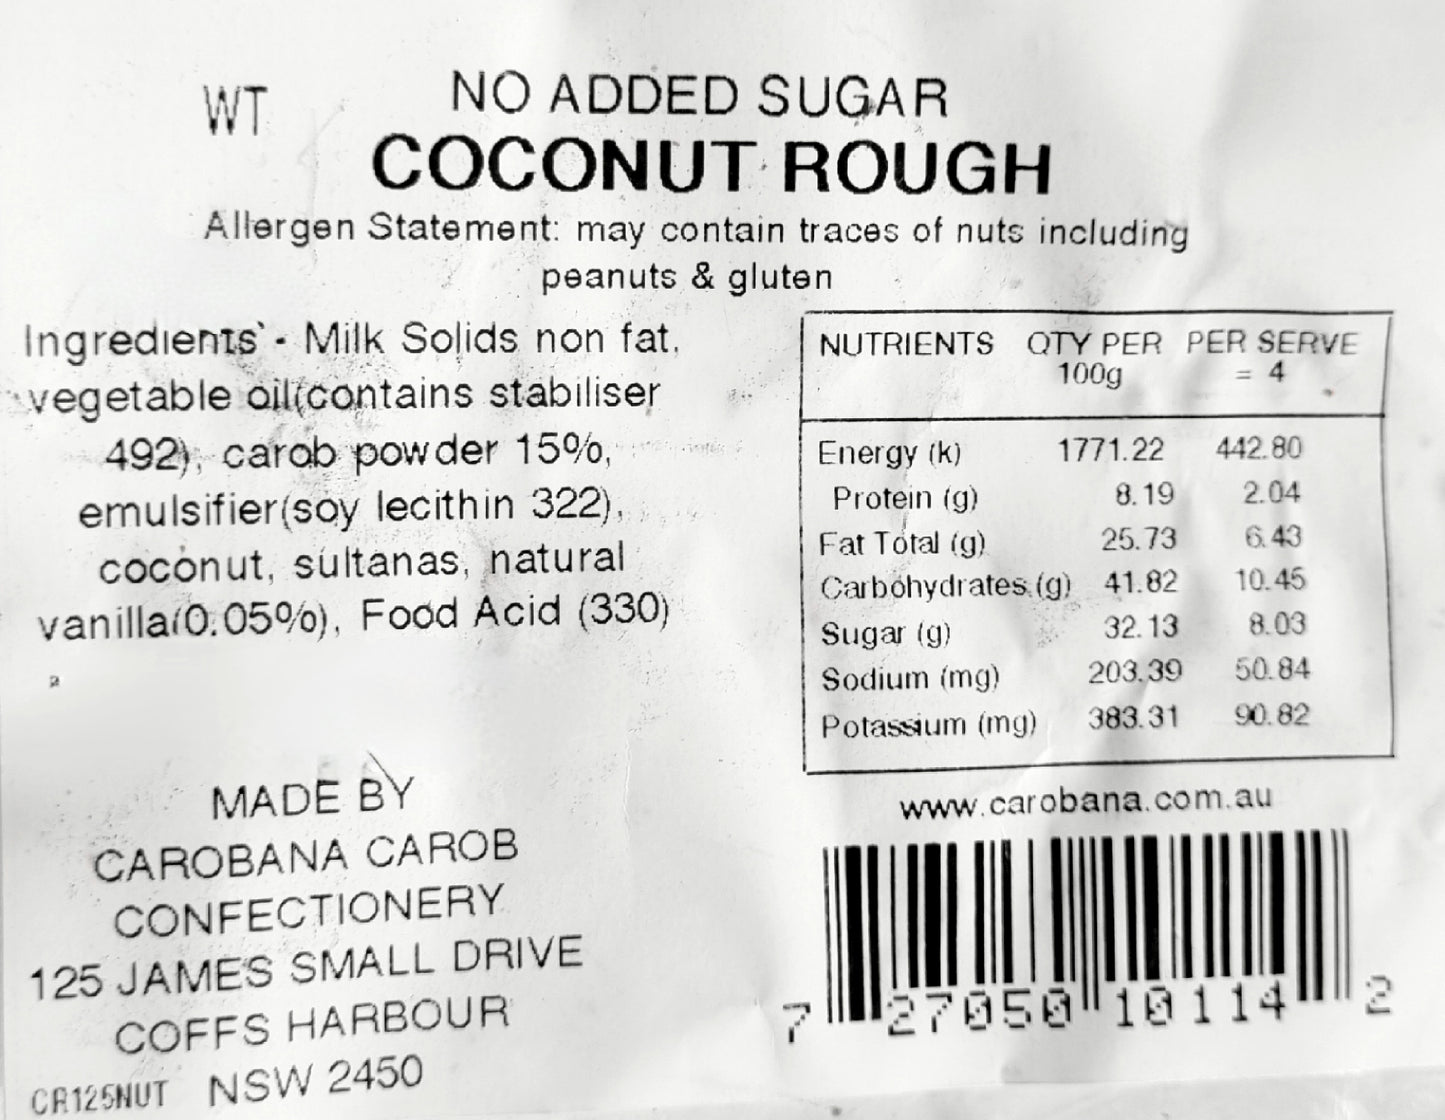 WT
NO ADDED SUGAR
COCONUT ROUGH
Allergen Statement: may contain traces of nuts including
peanuts & gluten
Ingredients - Milk Solids non fat,
vegetable oil(contains stabiliser
492), carob powder 15%,
emulsifier(soy lecithin 322),
coconut, sultanas, natural
vanilla(0.05%), Food Acid (330)
NUTRIENTS QTY PER 100g PER SERVE = 4
Energy (k) 1771.22 442.80
Protein (g) 8.19 2.04
Fat Total (g) 25.73 6.43
Carbohydrates (g) 41.82 10.45
Sugar (g) 32.13 8.03
Sodium (mg) 203.39 50.84
Potassium (mg) 383.31 90.82
MADE BY
CAROBANA CAROB
CONFECTIONERY
125 JAMES SMALL DRIVE
COFFS HARBOUR
CR125NUT NSW 2450
www.carobana.com.au
7 27050 10114 2